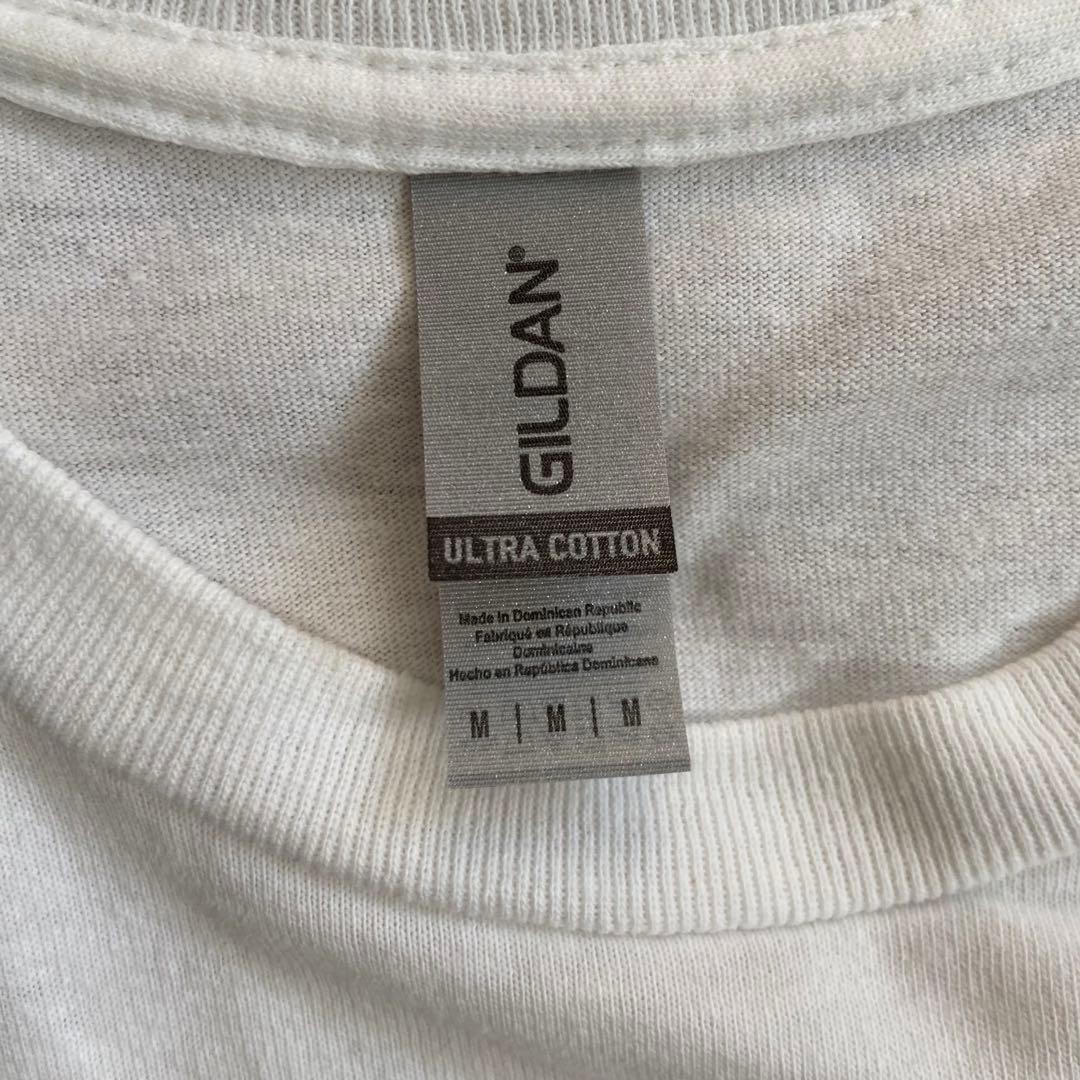 GILDAN®
ULTRA COTTON
Made in Dominican Republic
Fabriqué en République
Dominicaine
Hecho en República Dominicana
M | M | M